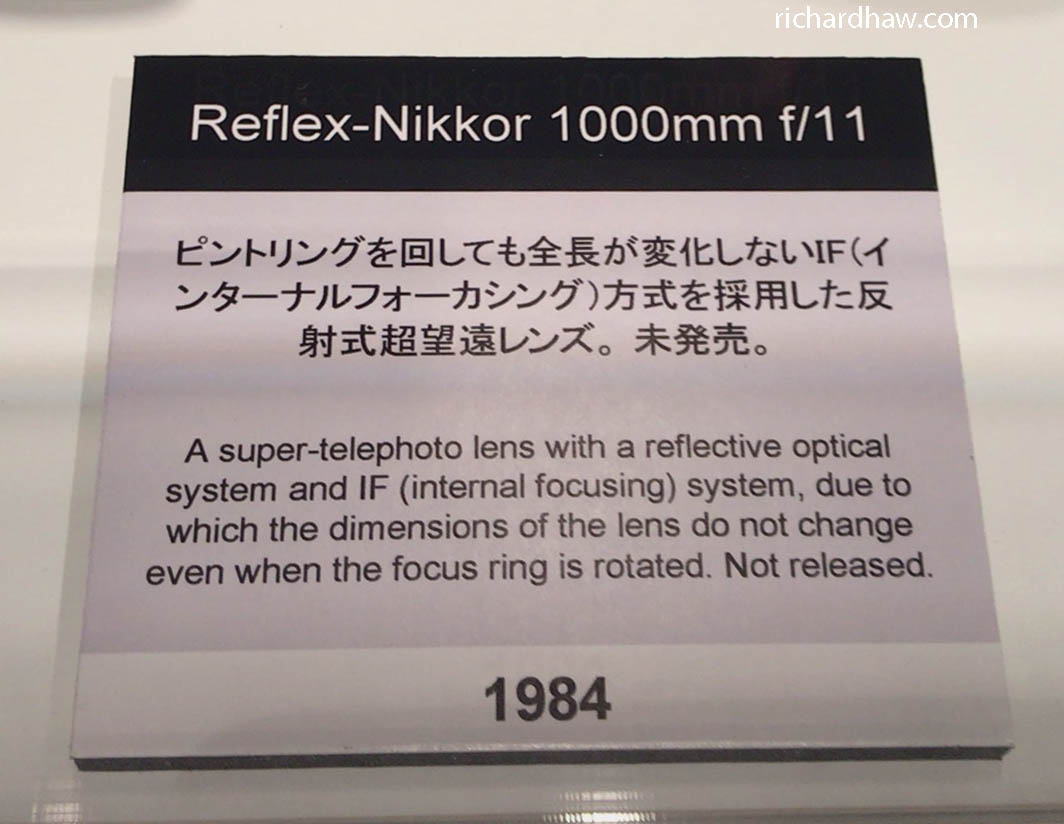 richardhaw.com
Reflex-Nikkor 1000mm f/11
ピントリングを回しても全長が変化しないIF(イ
ンターナルフォーカシング)方式を採用した反
射式超望遠レンズ。未発売。
A super-telephoto lens with a reflective optical
system and IF (internal focusing) system, due to
which the dimensions of the lens do not change
even when the focus ring is rotated. Not released.
1984